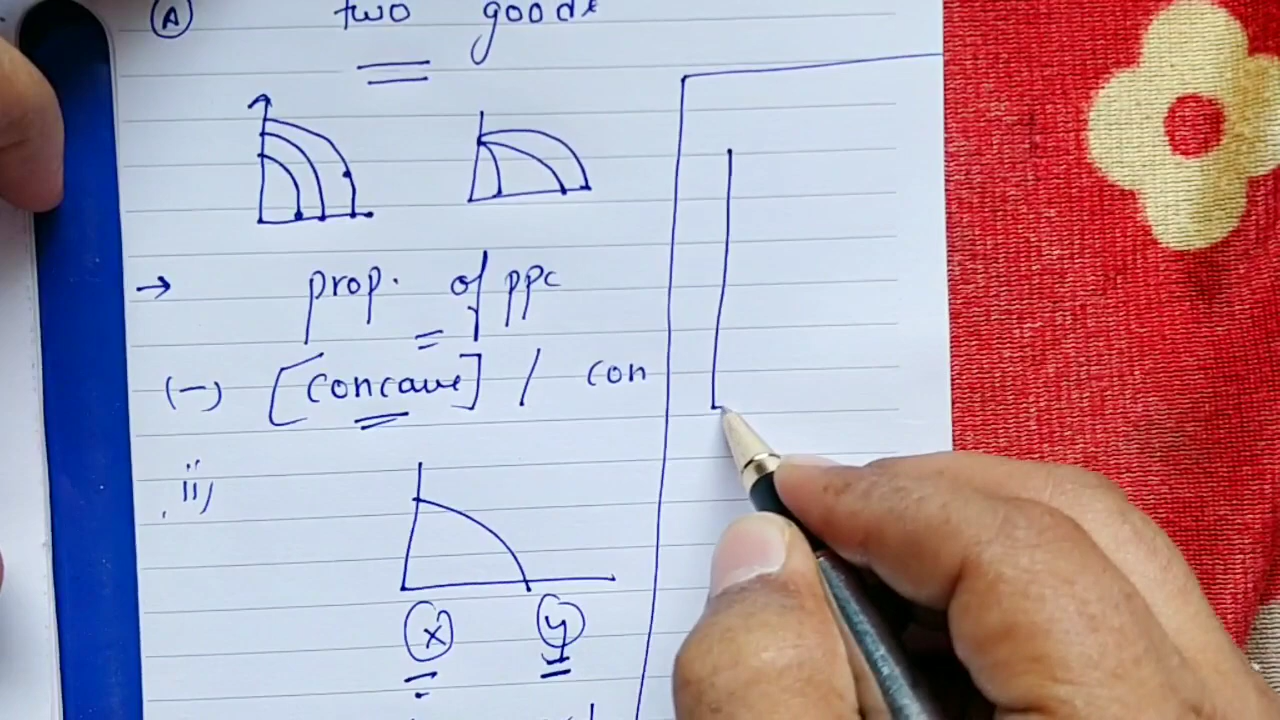 Ⓐ two goods
→ prop. of ppc
(-) [concave] / con
ii)
x y